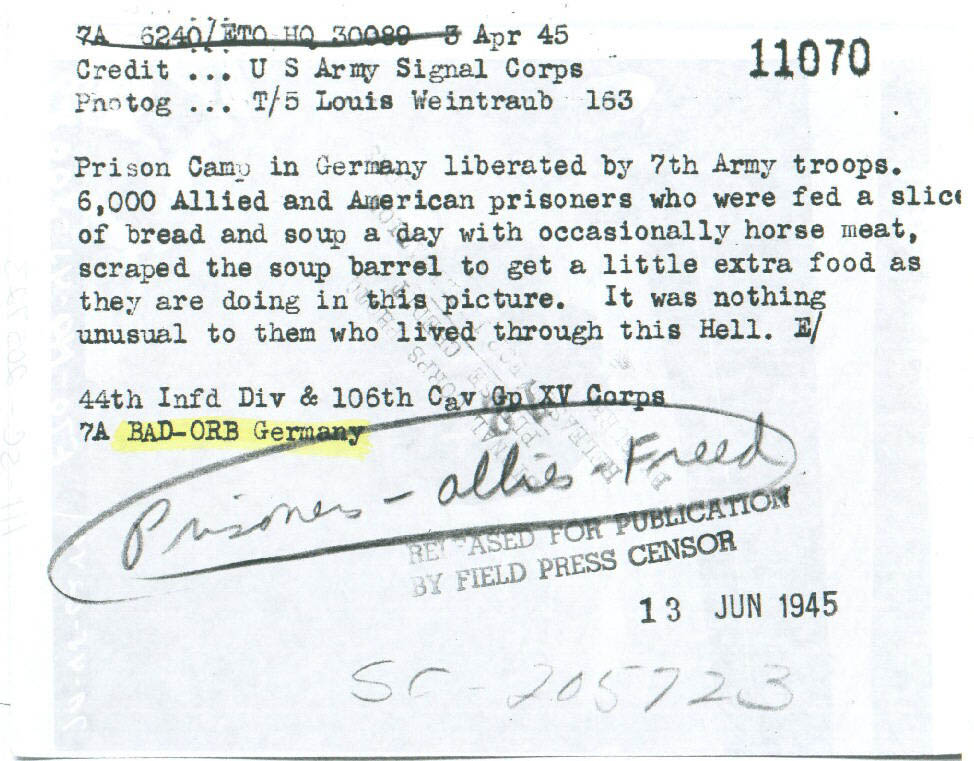 7A 6240/ETO HQ 30089 3 Apr 45
11070
Credit ... U S Army Signal Corps
Photog ... T/5 Louis Weintraub 163
Prison Camp in Germany liberated by 7th Army troops.
6,000 Allied and American prisoners who were fed a slice
of bread and soup a day with occasionally horse meat,
scraped the soup barrel to get a little extra food as
they are doing in this picture. It was nothing
unusual to them who lived through this Hell. E/
44th Infd Div & 106th Cav Gp XV Corps
7A BAD-ORB Germany
Prisoners - allies - Freed
RELEASED FOR PUBLICATION
BY FIELD PRESS CENSOR
13 JUN 1945
SC - 205723